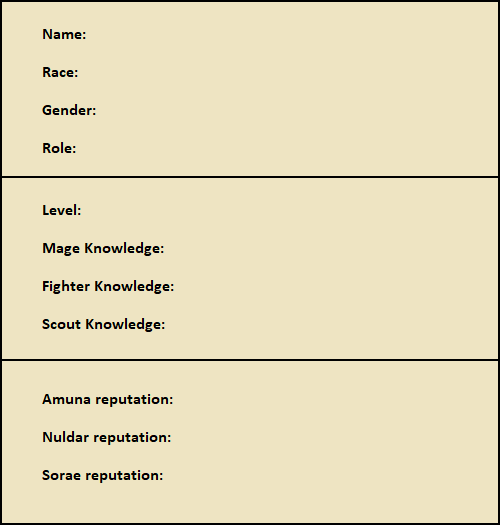 Name:
Race:
Gender:
Role:
Level:
Mage Knowledge:
Fighter Knowledge:
Scout Knowledge:
Amuna reputation:
Nuldar reputation:
Sorae reputation: